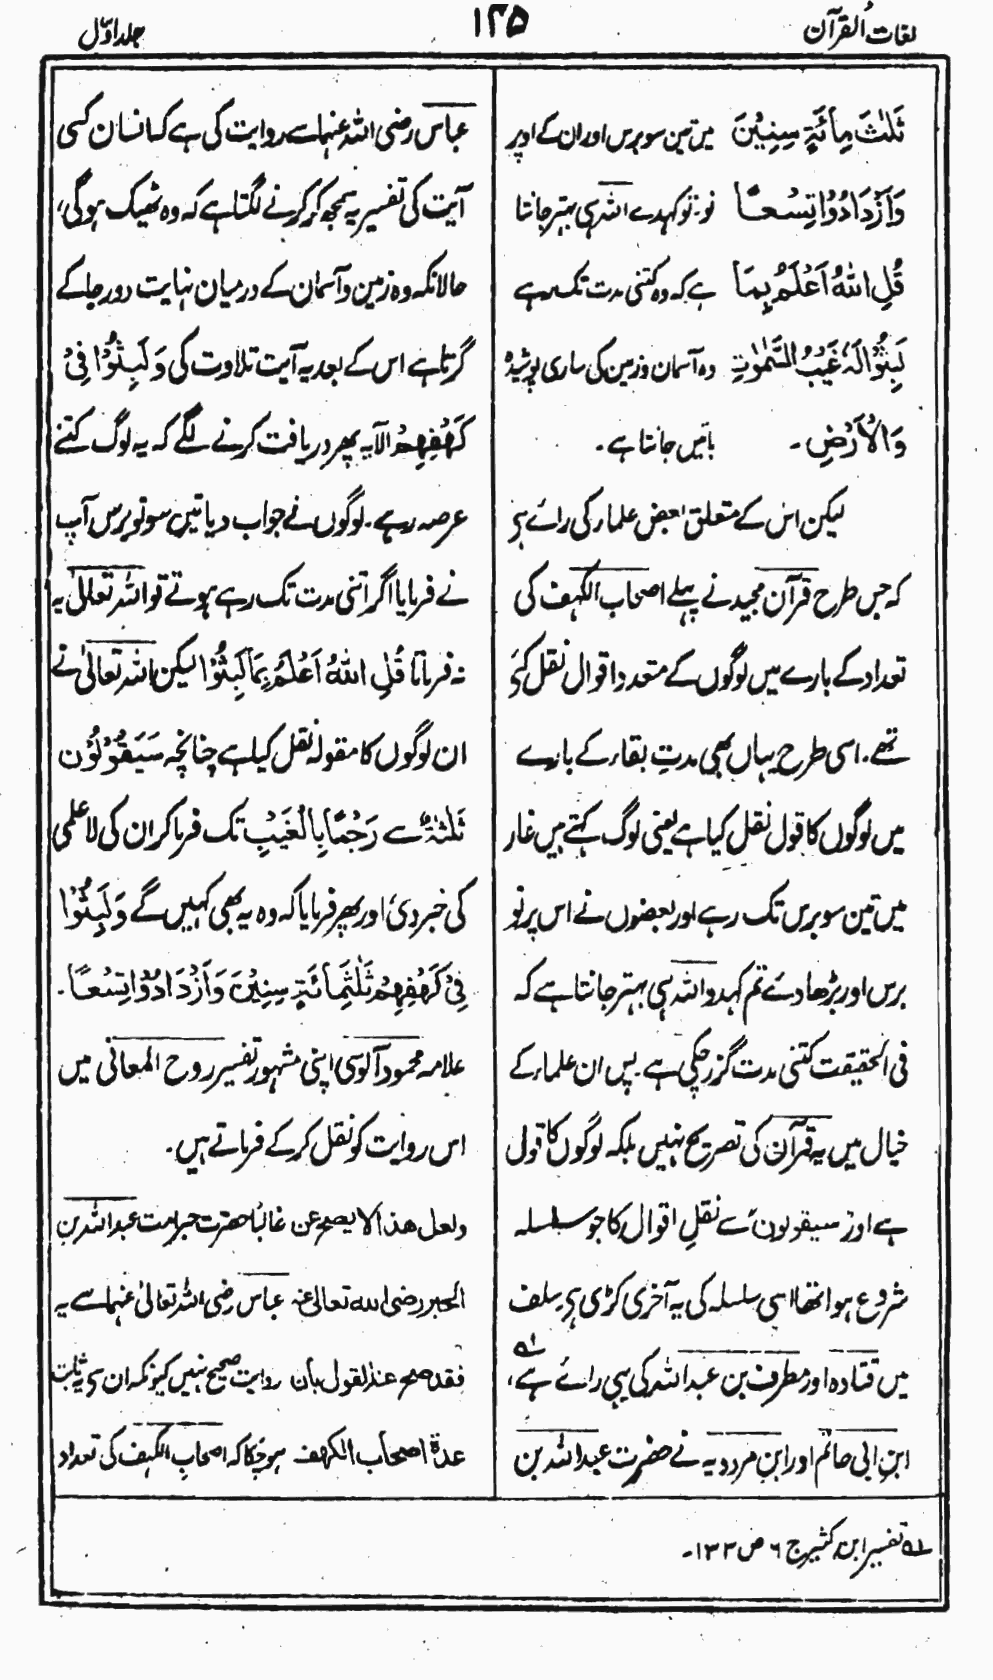 لغات القرآن
۱۴۵
جلد اوّل
ثَلٰثَ مِائَةٍ سِنِیْنَ میں تین سو برس اور ان کے اوپر
وَازْدَادُوْا تِسْعًا نو۔ تو کہدے اللہ ہی بہتر جانتا
قُلِ اللّٰهُ اَعْلَمُ بِمَا ہے کہ وہ کتنی مدت تک رہے
لَبِثُوْا لَهٗ غَیْبُ السَّمٰوٰتِ وہ آسمان و زمین کی ساری پوشیدہ
وَالْاَرْضِ۔ باتیں جانتا ہے۔
لیکن اس کے متعلق بعض علماء کی رائے ہے
کہ جس طرح قرآن مجید نے پہلے اصحاب الکہف کی
تعداد کے بارے میں لوگوں کے متعدد اقوال نقل کئے
تھے۔ اسی طرح یہاں بھی مدتِ بقاء کے بارے
میں لوگوں کا قول نقل کیا ہے یعنی لوگ کہتے ہیں غار
میں تین سو برس تک رہے اور بعضوں نے اس پر نو
برس اور بڑھا دئے تم کہدو اللہ ہی بہتر جانتا ہے کہ
فی الحقیقت کتنی مدت گزر چکی ہے۔ پس ان علماء کے
خیال میں یہ قرآن کی تصریح نہیں بلکہ لوگوں کا قول
ہے اور سیقولون سے نقلِ اقوال کا جو سلسلہ
شروع ہوا تھا اسی سلسلہ کی یہ آخری کڑی ہے۔ سلف
میں قتادہ اور مطرف بن عبداللہ کی یہی رائے ہے لہ،
ابنِ ابی حاتم اور ابنِ مردویہ نے حضرت عبداللہ بن
عباس رضی اللہ عنہما سے روایت کی ہے کہ انسان کسی
آیت کی تفسیر یہ سمجھ کر کرنے لگتا ہے کہ وہ ٹھیک ہوگی،
حالانکہ وہ زمین و آسمان کے درمیان نہایت دور جا کے
گرتا ہے اس کے بعد یہ آیت تلاوت کی وَلَبِثُوْا فِیْ
كَهْفِهِمْ الآیہ پھر دریافت کرنے لگے کہ یہ لوگ کتنے
عرصہ رہے۔ لوگوں نے جواب دیا تین سو نو برس آپ
نے فرمایا اگر اتنی مدت تک رہے ہوتے تو اللہ تعالیٰ یہ
نہ فرماتا قُلِ اللّٰهُ اَعْلَمُ بِمَا لَبِثُوْا لیکن اللہ تعالیٰ نے
ان لوگوں کا مقولہ نقل کیا ہے چنانچہ سَیَقُوْلُوْن
ثَلٰثَةٌ سے رَجْمًا بِالْغَیْبِ تک فرما کر ان کی لا علمی
کی خبر دی، اور پھر فرمایا کہ وہ یہ بھی کہیں گے وَلَبِثُوْا
فِیْ كَهْفِهِمْ ثَلٰثَمِائَةٍ سِنِیْنَ وَازْدَادُوْا تِسْعًا۔
علامہ محمود آلوسی اپنی مشہور تفسیر روح المعانی میں
اس روایت کو نقل کر کے فرماتے ہیں۔
ولعل هذا لا یصح عن غالبًا حضرت حبر امت عبداللہ بن
الحبر رضی الله تعالى عنه عباس رضی اللہ تعالیٰ عنہما سے یہ
فقد صح عنه القول بان روایت صحیح نہیں کیونکہ ان سے ثابت
عدة اصحاب الكهف ہو چکا کہ اصحابِ الکہف کی تعداد
لہ تفسیر ابن کثیر ج ۶ ص ۱۳۳۔